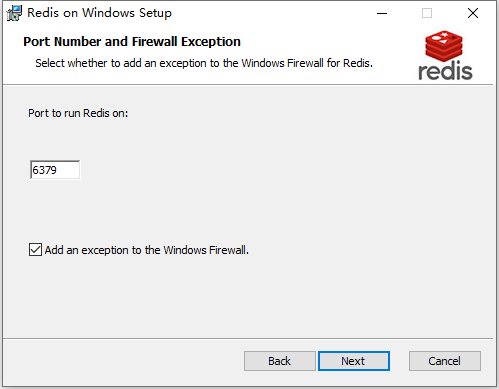 Redis on Windows Setup
Port Number and Firewall Exception
Select whether to add an exception to the Windows Firewall for Redis.
redis
Port to run Redis on:
6379
Add an exception to the Windows Firewall.
Back Next Cancel